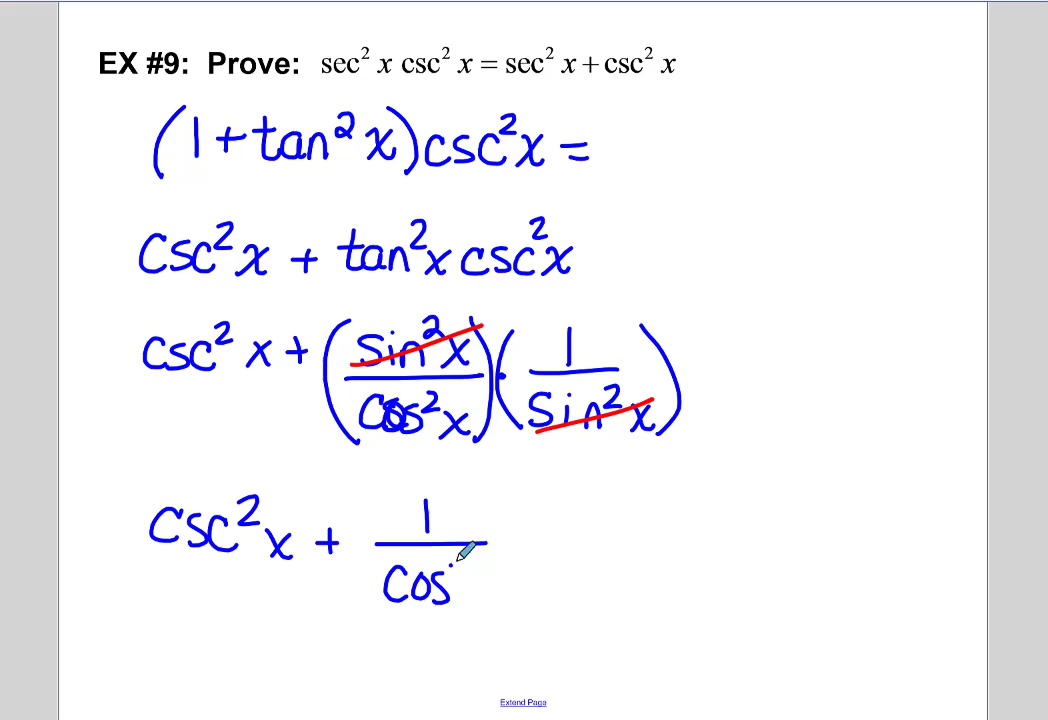 EX #9: Prove: sec² x csc² x = sec² x + csc² x
(1 + tan² x) csc² x =
csc² x + tan² x csc² x
csc² x + (sin² x / cos² x) · (1 / sin² x)
csc² x + 1 / cos
Extend Page